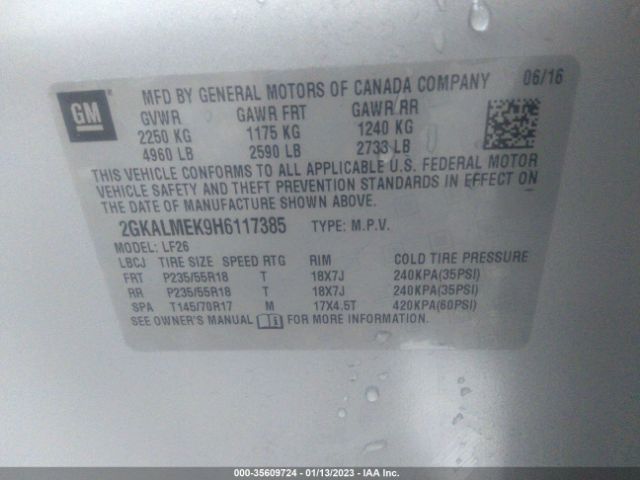 GM
MFD BY GENERAL MOTORS OF CANADA COMPANY 06/16
GVWR GAWR FRT GAWR RR
2250 KG 1175 KG 1240 KG
4960 LB 2590 LB 2733 LB
THIS VEHICLE CONFORMS TO ALL APPLICABLE U.S. FEDERAL MOTOR
VEHICLE SAFETY AND THEFT PREVENTION STANDARDS IN EFFECT ON
THE DATE OF MANUFACTURE SHOWN ABOVE.
2GKALMEK9H6117385 TYPE: M.P.V.
MODEL: LF26
LBCJ TIRE SIZE SPEED RTG RIM COLD TIRE PRESSURE
FRT P235/55R18 T 18X7J 240KPA(35PSI)
RR P235/55R18 T 18X7J 240KPA(35PSI)
SPA T145/70R17 M 17X4.5T 420KPA(60PSI)
SEE OWNER'S MANUAL FOR MORE INFORMATION.
000-35609724 - 01/13/2023 - IAA Inc.